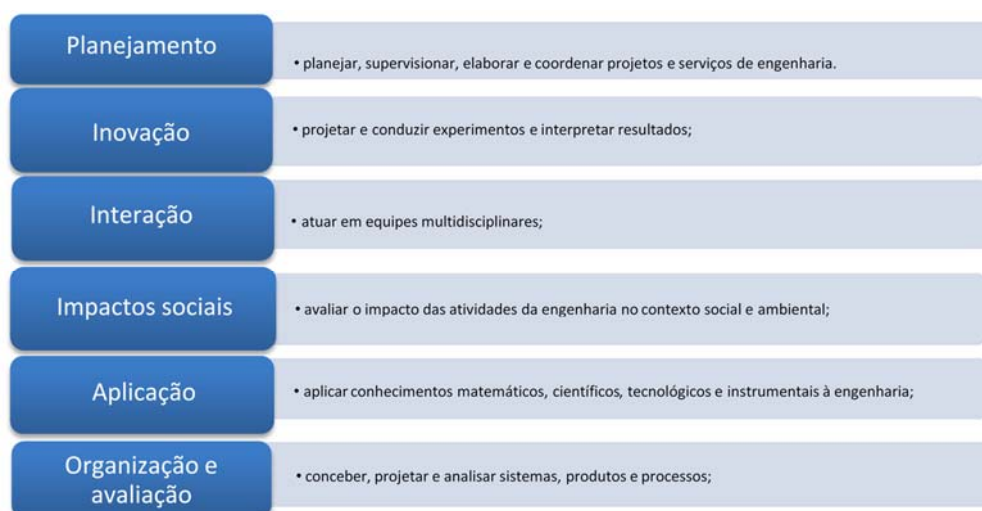 Planejamento
• planejar, supervisionar, elaborar e coordenar projetos e serviços de engenharia.
Inovação
• projetar e conduzir experimentos e interpretar resultados;
Interação
• atuar em equipes multidisciplinares;
Impactos sociais
• avaliar o impacto das atividades da engenharia no contexto social e ambiental;
Aplicação
• aplicar conhecimentos matemáticos, científicos, tecnológicos e instrumentais à engenharia;
Organização e
avaliação
• conceber, projetar e analisar sistemas, produtos e processos;